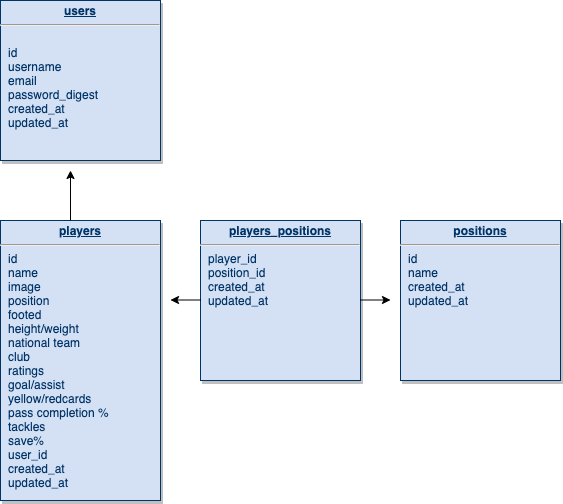 users
id
username
email
password_digest
created_at
updated_at
players
id
name
image
position
footed
height/weight
national team
club
ratings
goal/assist
yellow/redcards
pass completion %
tackles
save%
user_id
created_at
updated_at
players_positions
player_id
position_id
created_at
updated_at
positions
id
name
created_at
updated_at